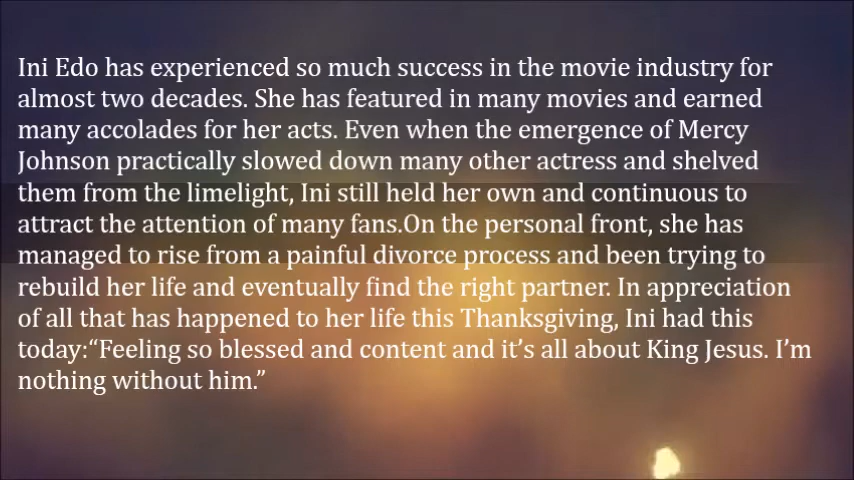 Ini Edo has experienced so much success in the movie industry for
almost two decades. She has featured in many movies and earned
many accolades for her acts. Even when the emergence of Mercy
Johnson practically slowed down many other actress and shelved
them from the limelight, Ini still held her own and continuous to
attract the attention of many fans.On the personal front, she has
managed to rise from a painful divorce process and been trying to
rebuild her life and eventually find the right partner. In appreciation
of all that has happened to her life this Thanksgiving, Ini had this
today:“Feeling so blessed and content and it’s all about King Jesus. I’m
nothing without him.”